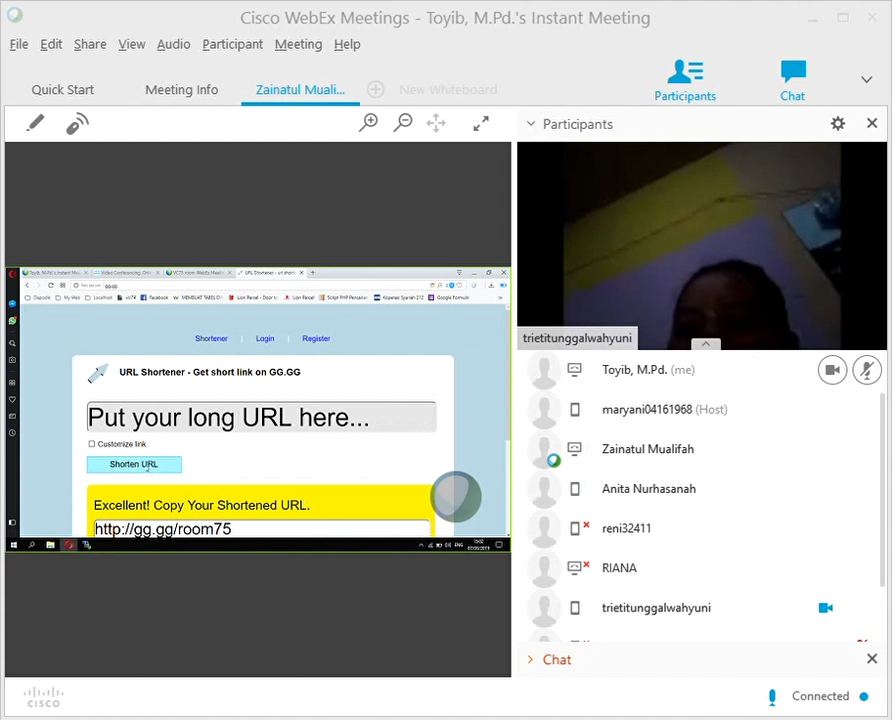 Cisco WebEx Meetings - Toyib, M.Pd.'s Instant Meeting
File Edit Share View Audio Participant Meeting Help
Quick Start Meeting Info Zainatul Muali... New Whiteboard
Participants Chat
Participants
trietitunggalwahyuni
Toyib, M.Pd. (me)
maryani04161968 (Host)
Zainatul Mualifah
Anita Nurhasanah
reni32411
RIANA
trietitunggalwahyuni
Chat
Connected
CISCO
Shortener | Login | Register
URL Shortener - Get short link on GG.GG
Put your long URL here...
Customize link
Shorten URL
Excellent! Copy Your Shortened URL.
http://gg.gg/room75